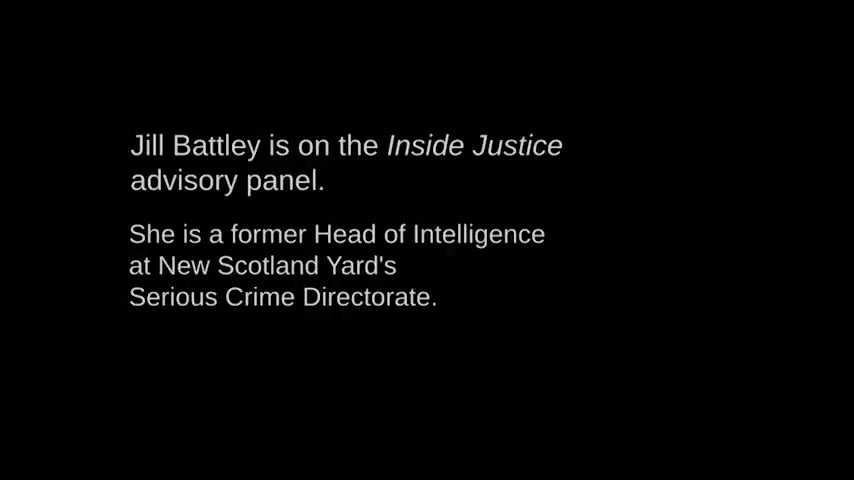 Jill Battley is on the Inside Justice
advisory panel.
She is a former Head of Intelligence
at New Scotland Yard's
Serious Crime Directorate.